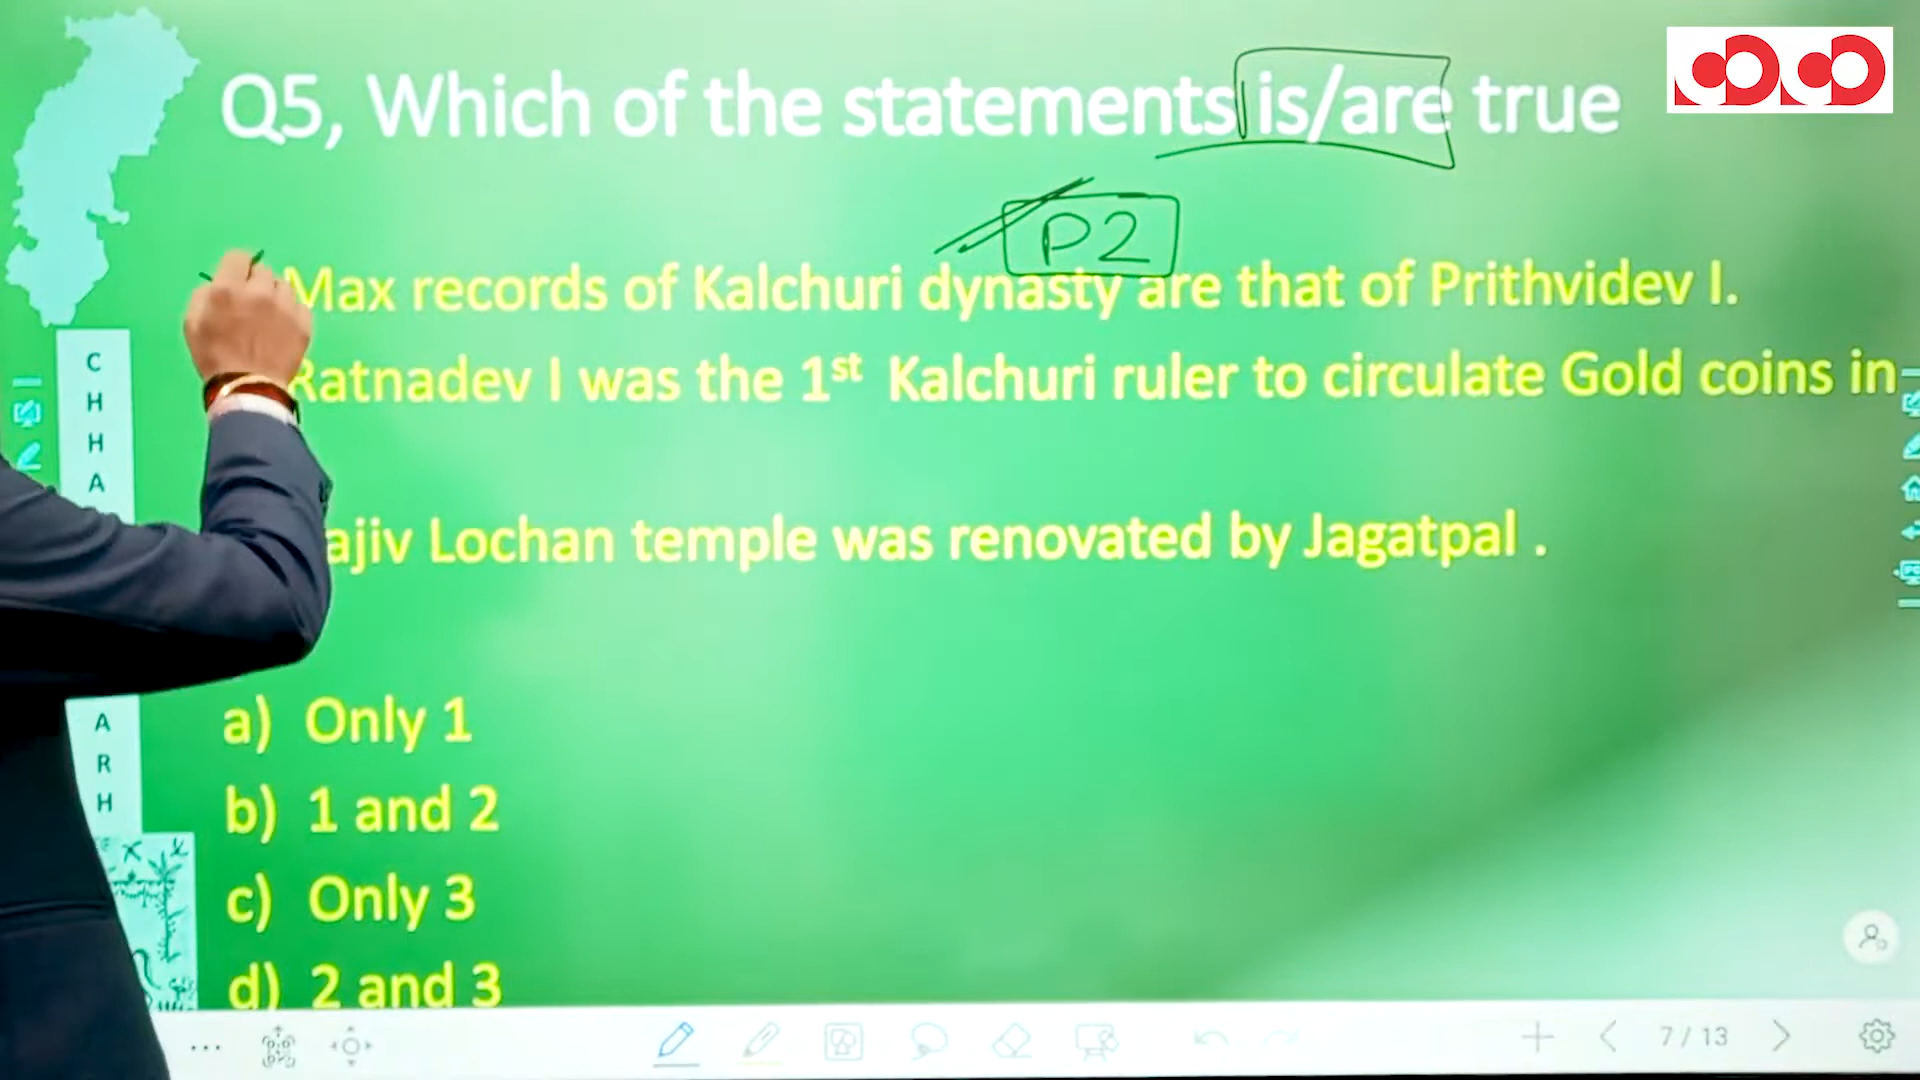 Q5, Which of the statements is/are true
P2
Max records of Kalchuri dynasty are that of Prithvidev I.
Ratnadev I was the 1st Kalchuri ruler to circulate Gold coins in
ajiv Lochan temple was renovated by Jagatpal .
a) Only 1
b) 1 and 2
c) Only 3
d) 2 and 3
C
H
H
A
A
R
H
7 / 13